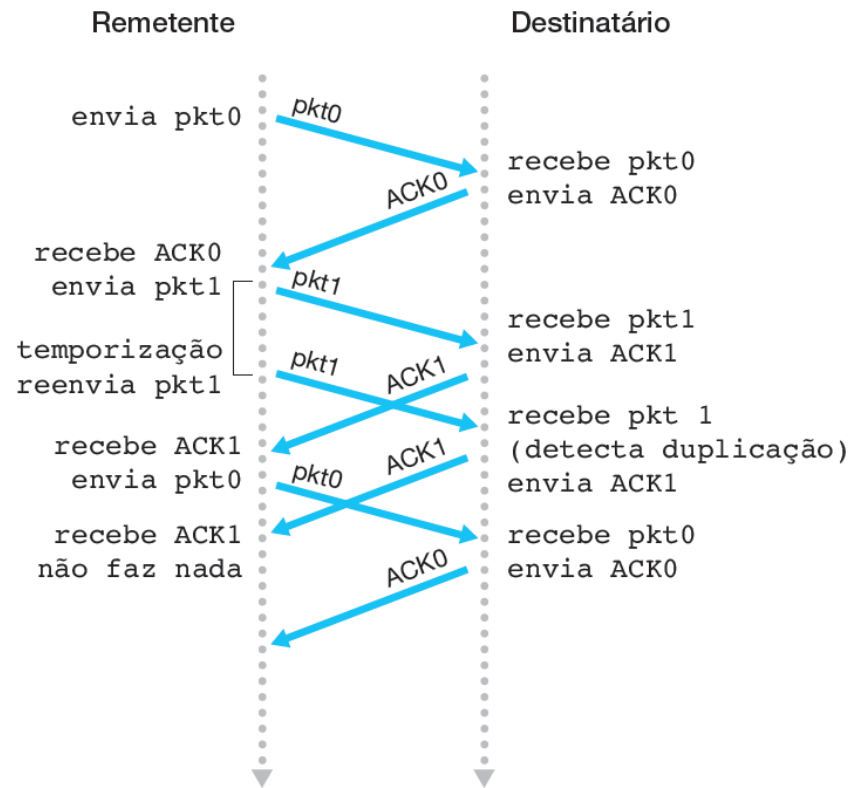 Remetente
Destinatário
envia pkt0
pkt0
recebe pkt0
envia ACK0
ACK0
recebe ACK0
envia pkt1
pkt1
recebe pkt1
envia ACK1
temporização
reenvia pkt1
pkt1
ACK1
recebe pkt 1
(detecta duplicação)
envia ACK1
recebe ACK1
envia pkt0
pkt0
ACK1
recebe pkt0
envia ACK0
recebe ACK1
não faz nada
ACK0